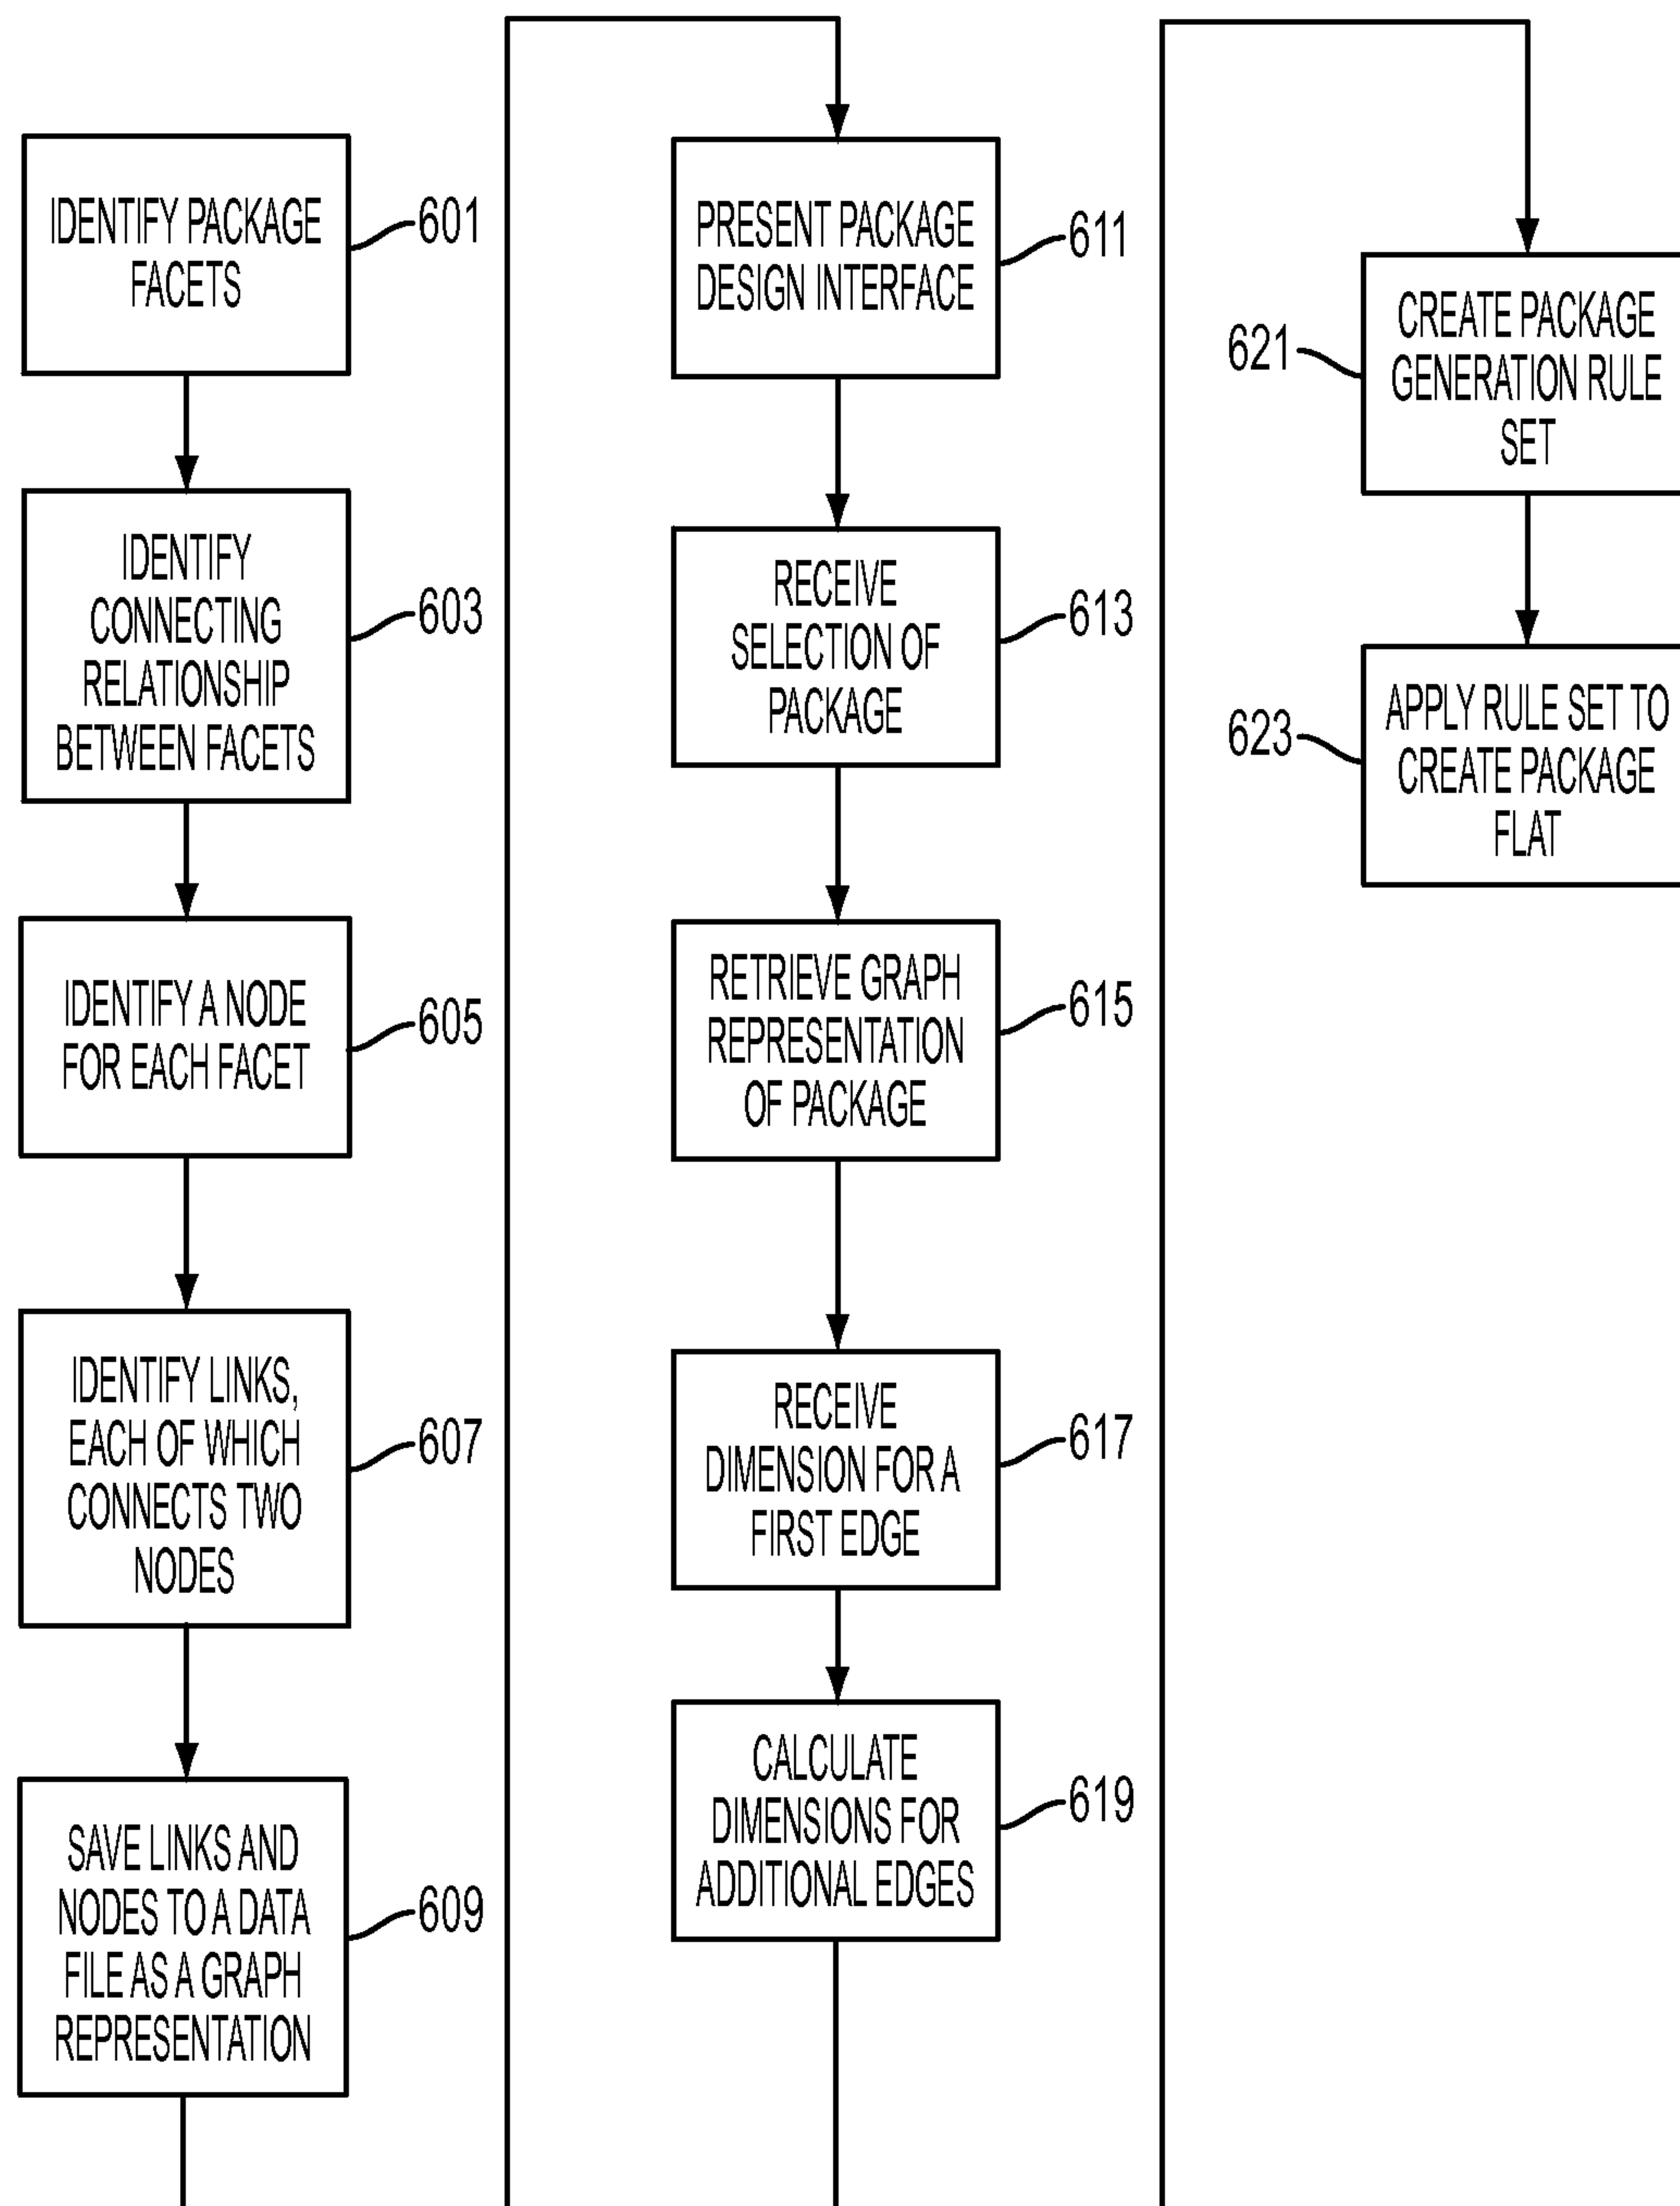 IDENTIFY PACKAGE
FACETS
601
IDENTIFY
CONNECTING
RELATIONSHIP
BETWEEN FACETS
603
IDENTIFY A NODE
FOR EACH FACET
605
IDENTIFY LINKS,
EACH OF WHICH
CONNECTS TWO
NODES
607
SAVE LINKS AND
NODES TO A DATA
FILE AS A GRAPH
REPRESENTATION
609
PRESENT PACKAGE
DESIGN INTERFACE
611
RECEIVE
SELECTION OF
PACKAGE
613
RETRIEVE GRAPH
REPRESENTATION
OF PACKAGE
615
RECEIVE
DIMENSION FOR A
FIRST EDGE
617
CALCULATE
DIMENSIONS FOR
ADDITIONAL EDGES
619
621
CREATE PACKAGE
GENERATION RULE
SET
623
APPLY RULE SET TO
CREATE PACKAGE
FLAT